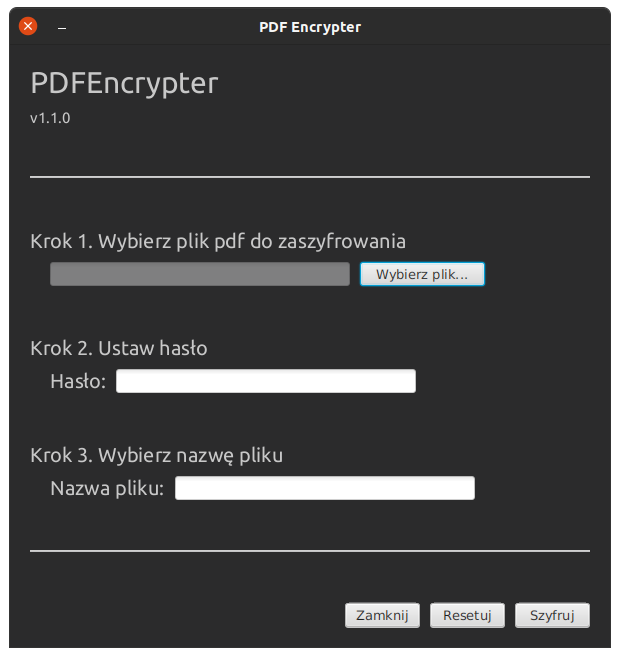 PDF Encrypter
PDFEncrypter
v1.1.0
Krok 1. Wybierz plik pdf do zaszyfrowania
Wybierz plik...
Krok 2. Ustaw hasło
Hasło:
Krok 3. Wybierz nazwę pliku
Nazwa pliku:
Zamknij Resetuj Szyfruj